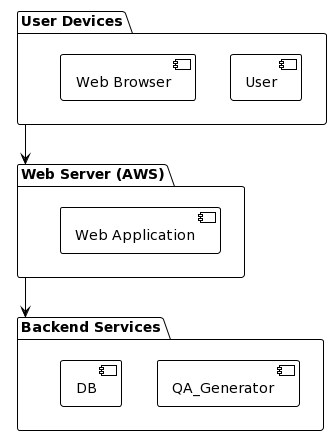 User Devices
Web Browser
User
Web Server (AWS)
Web Application
Backend Services
DB
QA_Generator